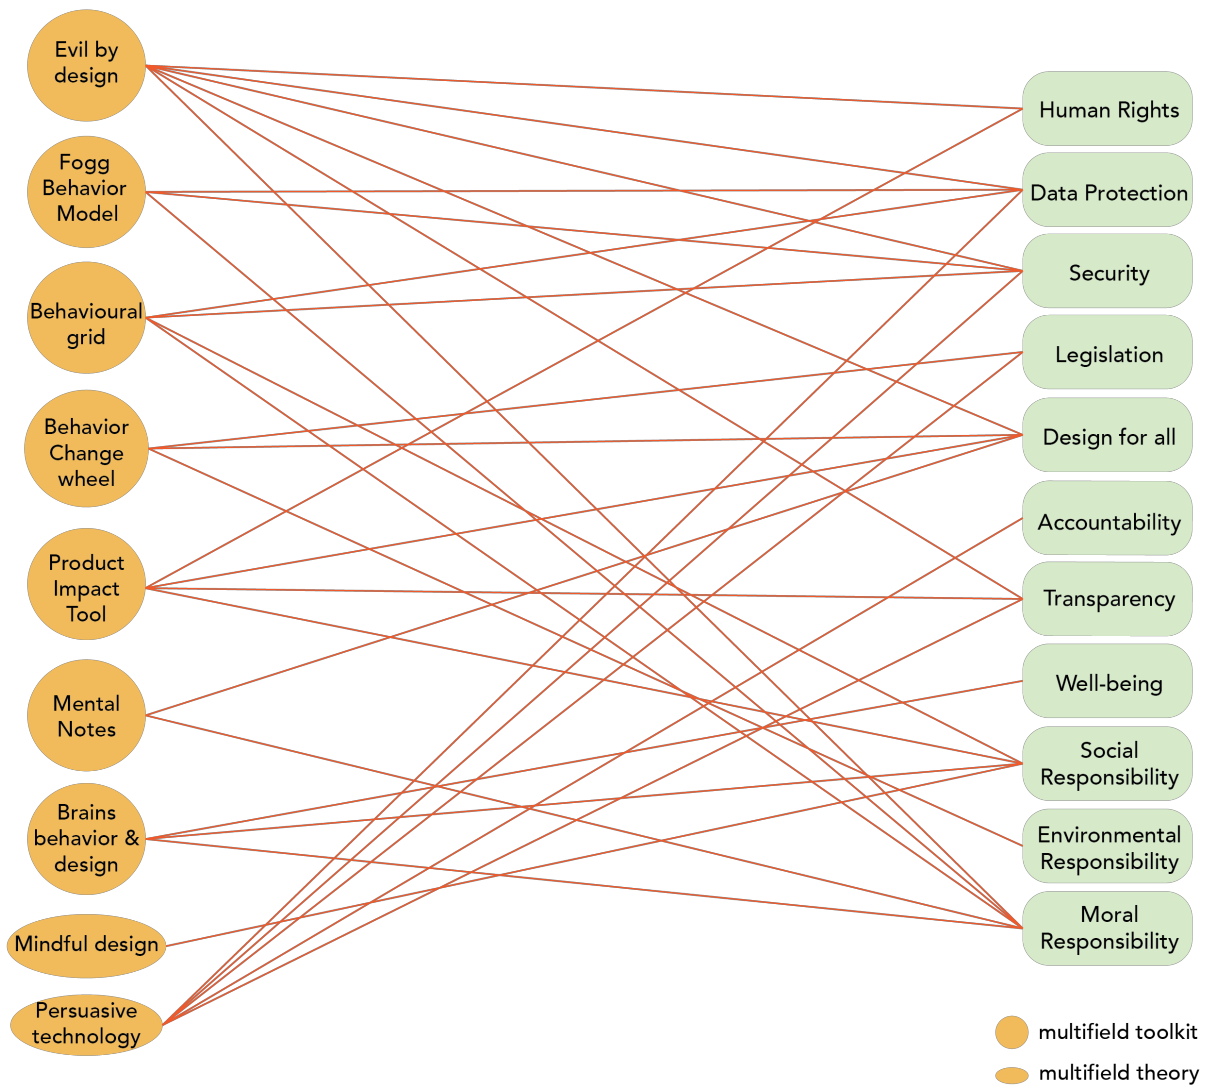 Evil by
design
Fogg
Behavior
Model
Behavioural
grid
Behavior
Change
wheel
Product
Impact
Tool
Mental
Notes
Brains
behavior &
design
Mindful design
Persuasive
technology
Human Rights
Data Protection
Security
Legislation
Design for all
Accountability
Transparency
Well-being
Social
Responsibility
Environmental
Responsibility
Moral
Responsibility
multifield toolkit
multifield theory